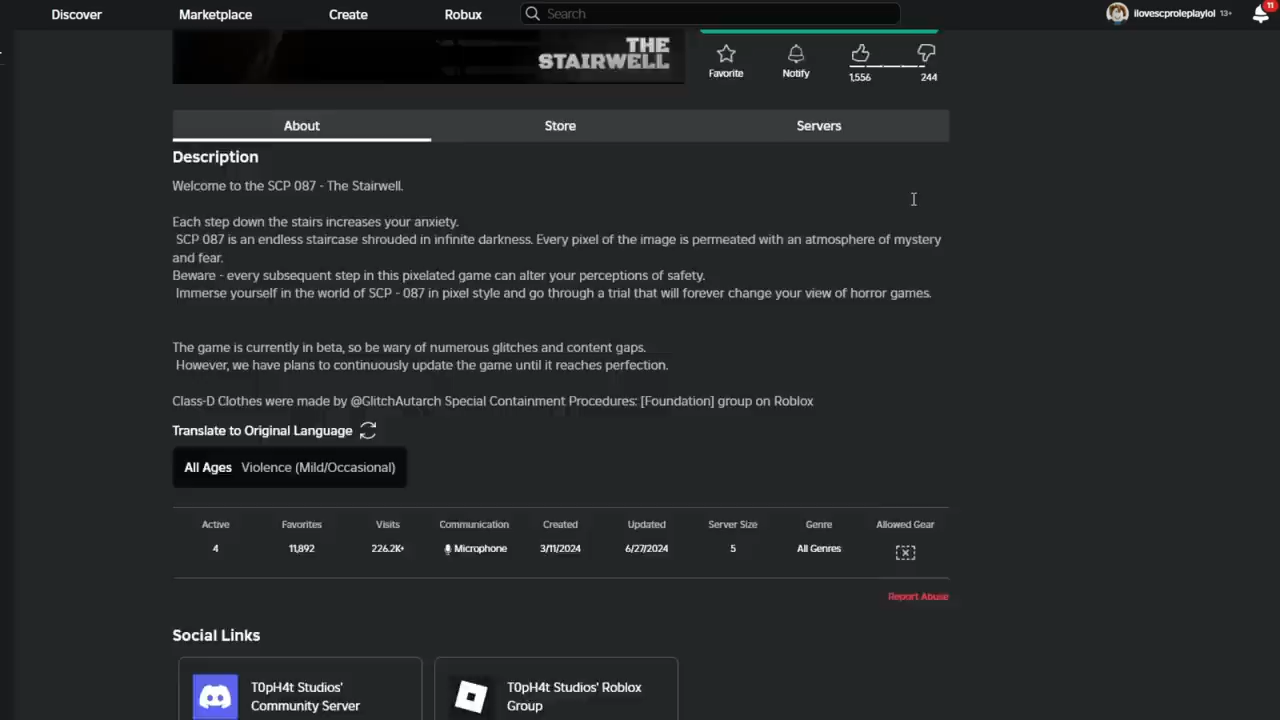 Discover Marketplace Create Robux Search ilovescproleplaylol 13+ 11
THE
STAIRWELL
Favorite Notify 1,556 244
About Store Servers
Description
Welcome to the SCP 087 - The Stairwell.
Each step down the stairs increases your anxiety.
SCP 087 is an endless staircase shrouded in infinite darkness. Every pixel of the image is permeated with an atmosphere of mystery
and fear.
Beware - every subsequent step in this pixelated game can alter your perceptions of safety.
Immerse yourself in the world of SCP - 087 in pixel style and go through a trial that will forever change your view of horror games.
The game is currently in beta, so be wary of numerous glitches and content gaps.
However, we have plans to continuously update the game until it reaches perfection.
Class-D Clothes were made by @GlitchAutarch Special Containment Procedures: [Foundation] group on Roblox
Translate to Original Language
All Ages Violence (Mild/Occasional)
Active Favorites Visits Communication Created Updated Server Size Genre Allowed Gear
4 11,892 226.2K+ Microphone 3/11/2024 6/27/2024 5 All Genres
Report Abuse
Social Links
T0pH4t Studios' T0pH4t Studios' Roblox
Community Server Group